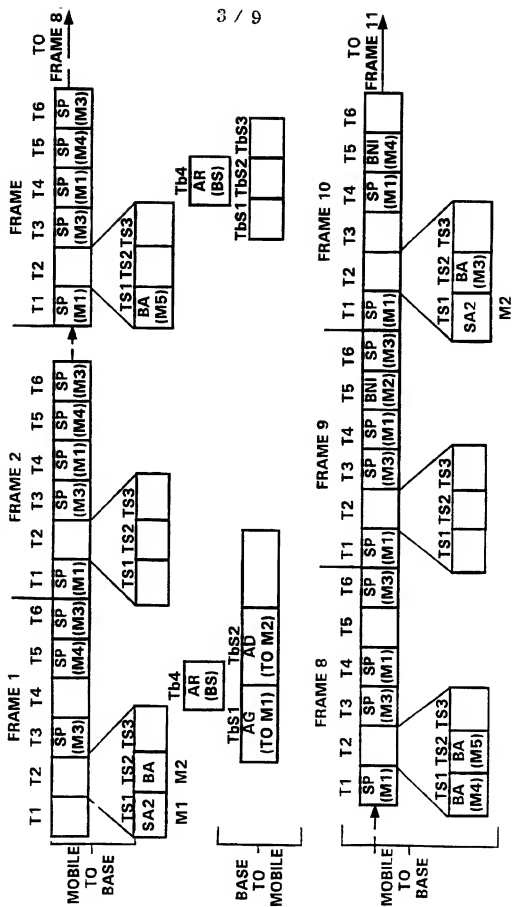 3 / 9
FRAME 1 FRAME 2 FRAME TO
T1 T2 T3 T4 T5 T6 T1 T2 T3 T4 T5 T6 T1 T2 T3 T4 T5 T6 FRAME 8
SP SP SP SP SP SP SP SP SP SP SP SP SP
(M3) (M4) (M3) (M1) (M3) (M1) (M4) (M3) (M1) (M3) (M1) (M4) (M3)
MOBILE
TO
BASE
TS1 TS2 TS3 TS1 TS2 TS3 TS1 TS2 TS3
SA2 BA BA
(M5)
M1 M2
Tb4 Tb4
AR AR
(BS) (BS)
TbS1 TbS2 TbS1 TbS2 TbS3
BASE
TO
MOBILE
AG AD
(TO M1) (TO M2)
FRAME 8 FRAME 9 FRAME 10 TO
T1 T2 T3 T4 T5 T6 T1 T2 T3 T4 T5 T6 T1 T2 T3 T4 T5 T6 FRAME 11
SP SP SP SP SP SP SP BNI SP SP SP BNI
(M1) (M3) (M1) (M3) (M1) (M3) (M1) (M2) (M3) (M1) (M1) (M4)
MOBILE
TO
BASE
TS1 TS2 TS3 TS1 TS2 TS3 TS1 TS2 TS3
BA BA SA2 BA
(M4) (M5) (M3)
M2